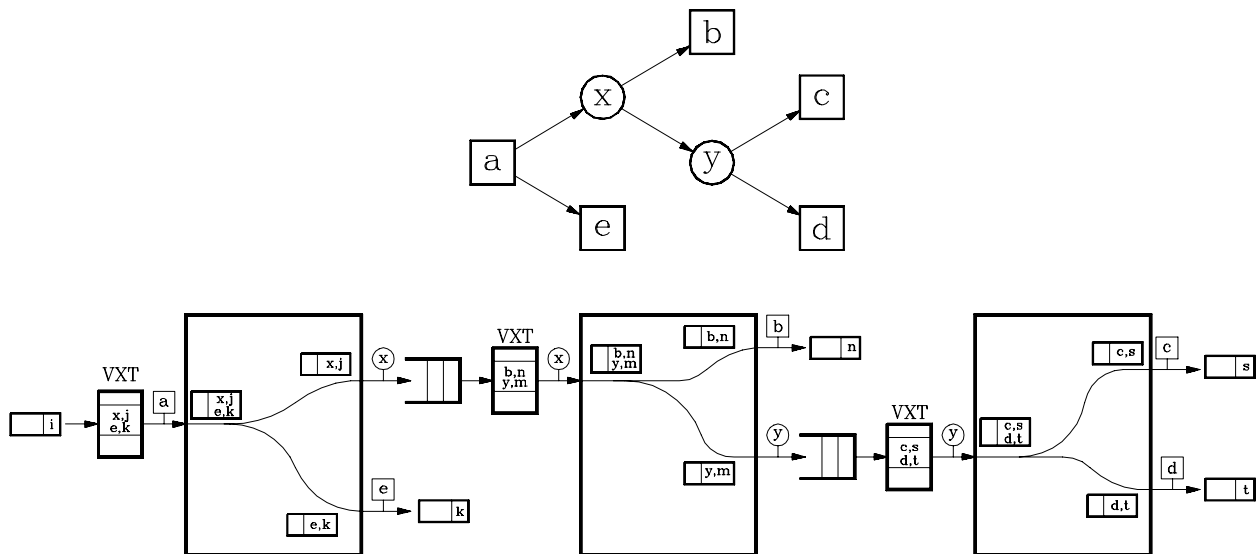 b
x
c
a
y
e
d
VXT
x,j
e,k
i
a
x,j
e,k
x,j
x
e,k
e
k
VXT
b,n
y,m
x
b,n
y,m
b,n
b
n
y,m
y
VXT
c,s
d,t
y
c,s
d,t
c,s
c
s
d,t
d
t